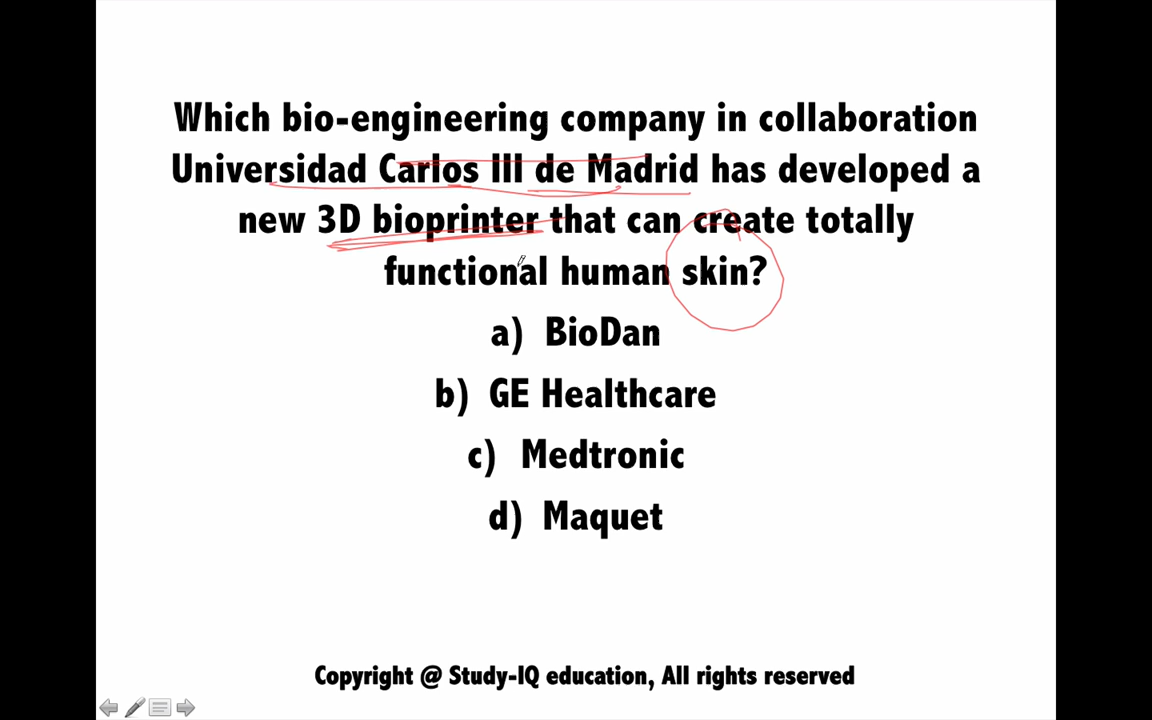 Which bio-engineering company in collaboration
Universidad Carlos III de Madrid has developed a
new 3D bioprinter that can create totally
functional human skin?
a) BioDan
b) GE Healthcare
c) Medtronic
d) Maquet
Copyright @ Study-IQ education, All rights reserved